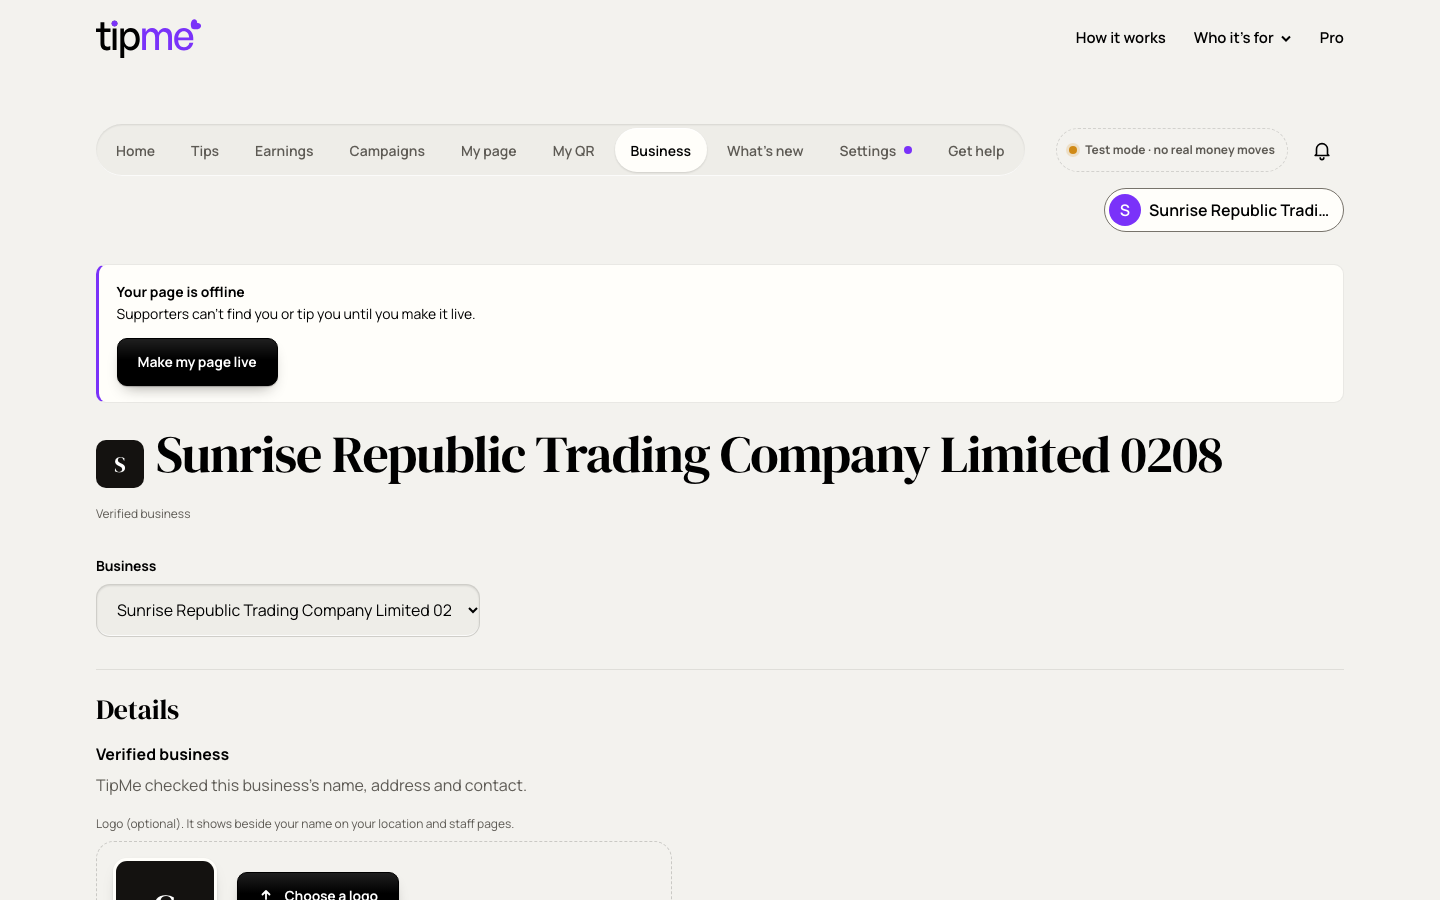 tipme
How it works
Who it's for
Pro
Home
Tips
Earnings
Campaigns
My page
My QR
Business
What's new
Settings
Get help
Test mode · no real money moves
S
Sunrise Republic Tradi...
Your page is offline
Supporters can't find you or tip you until you make it live.
Make my page live
S
Sunrise Republic Trading Company Limited 0208
Verified business
Business
Sunrise Republic Trading Company Limited 02
Details
Verified business
TipMe checked this business's name, address and contact.
Logo (optional). It shows beside your name on your location and staff pages.
Choose a logo